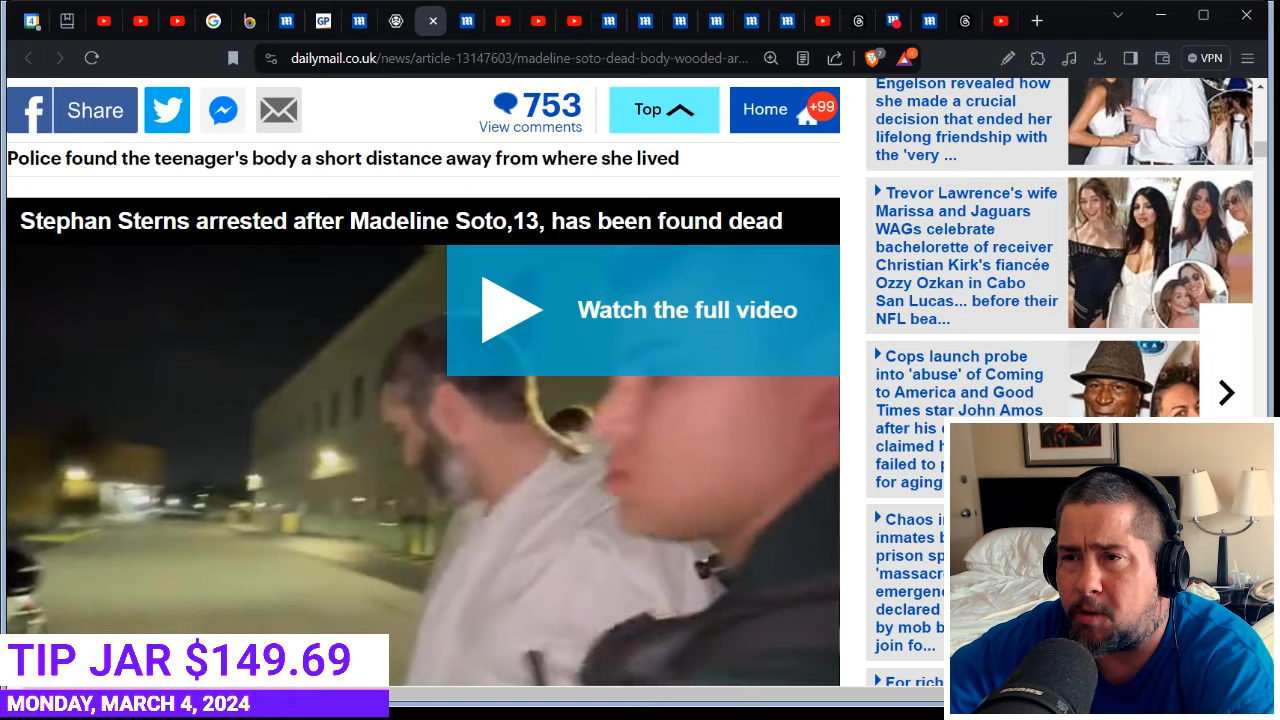 dailymail.co.uk/news/article-13147603/madeline-soto-dead-body-wooded-ar...
VPN
Share
753
View comments
Top
Home
+99
Police found the teenager's body a short distance away from where she lived
Stephan Sterns arrested after Madeline Soto,13, has been found dead
Watch the full video
Engelson revealed how
she made a crucial
decision that ended her
lifelong friendship with
the 'very ...
Trevor Lawrence's wife
Marissa and Jaguars
WAGs celebrate
bachelorette of receiver
Christian Kirk's fiancée
Ozzy Ozkan in Cabo
San Lucas... before their
NFL bea...
Cops launch probe
into 'abuse' of Coming
to America and Good
Times star John Amos
after his
claimed
failed to
for aging
Chaos
inmates
prison
'massacre
emergency
declared
by mob
join fo...
For rich
TIP JAR $149.69
MONDAY, MARCH 4, 2024